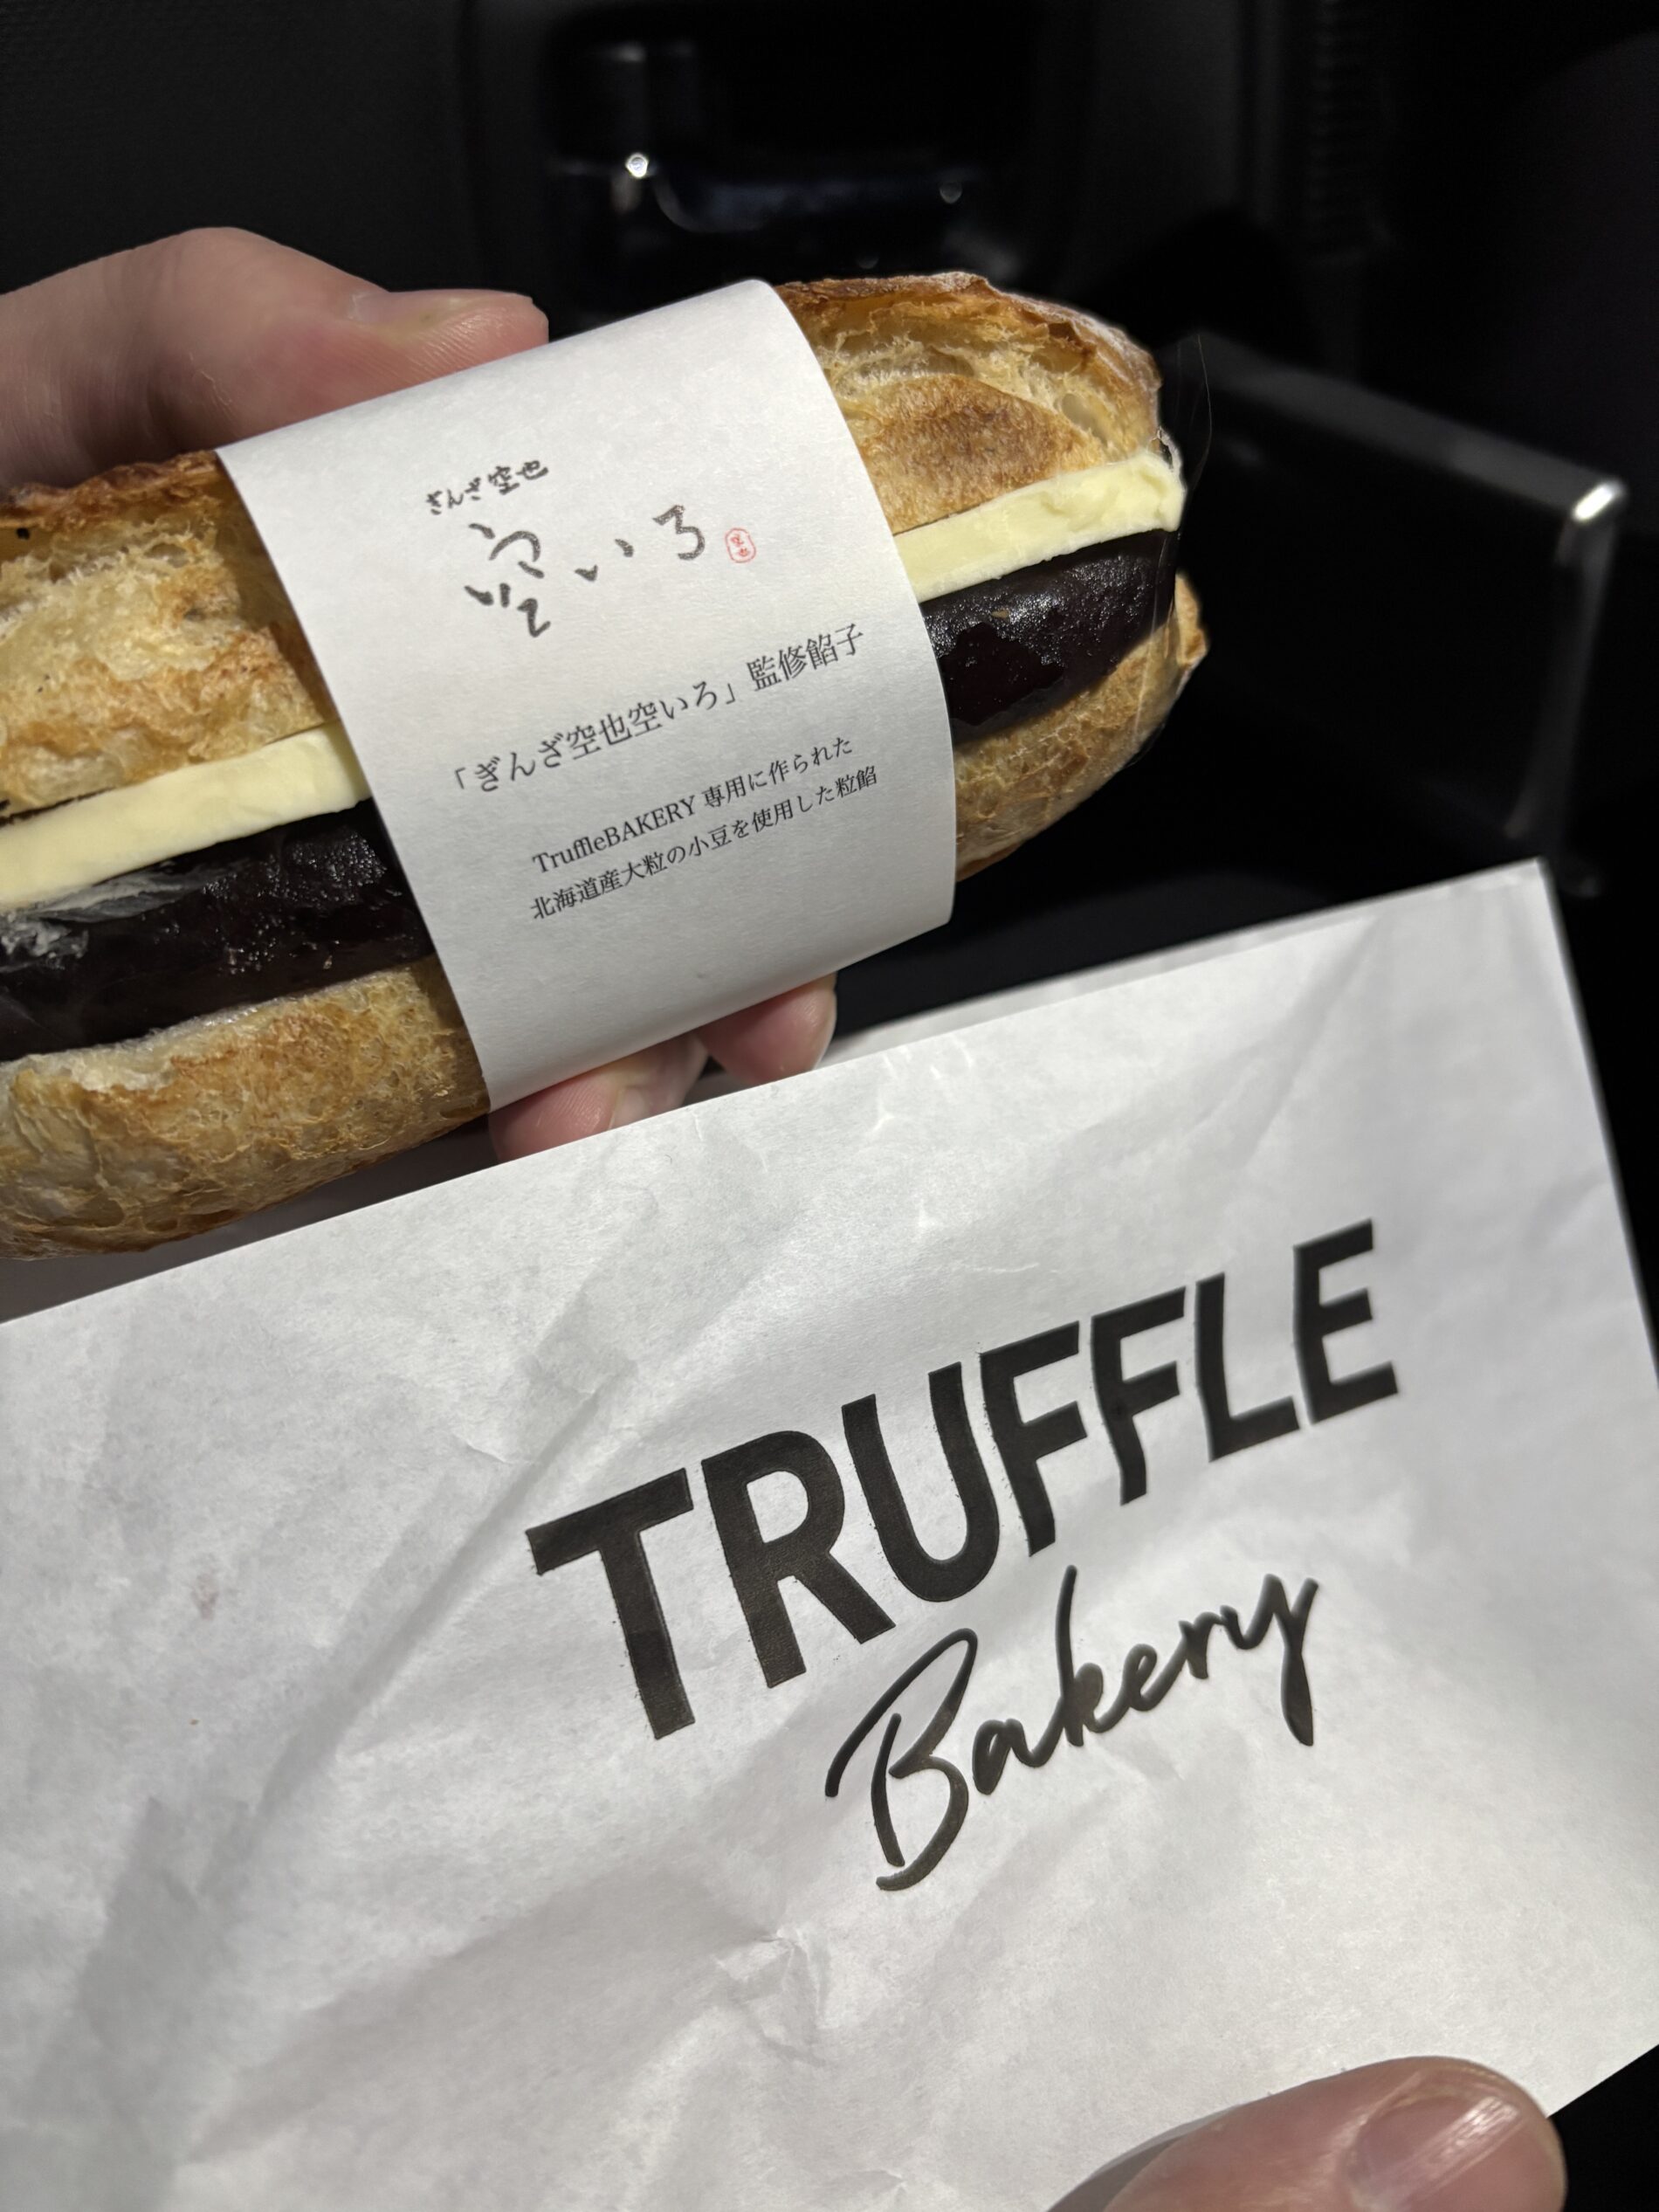 ぎんざ空也
空いろ
空也
「ぎんざ空也空いろ」監修餡子
TruffleBAKERY 専用に作られた
北海道産大粒の小豆を使用した粒餡
TRUFFLE
Bakery